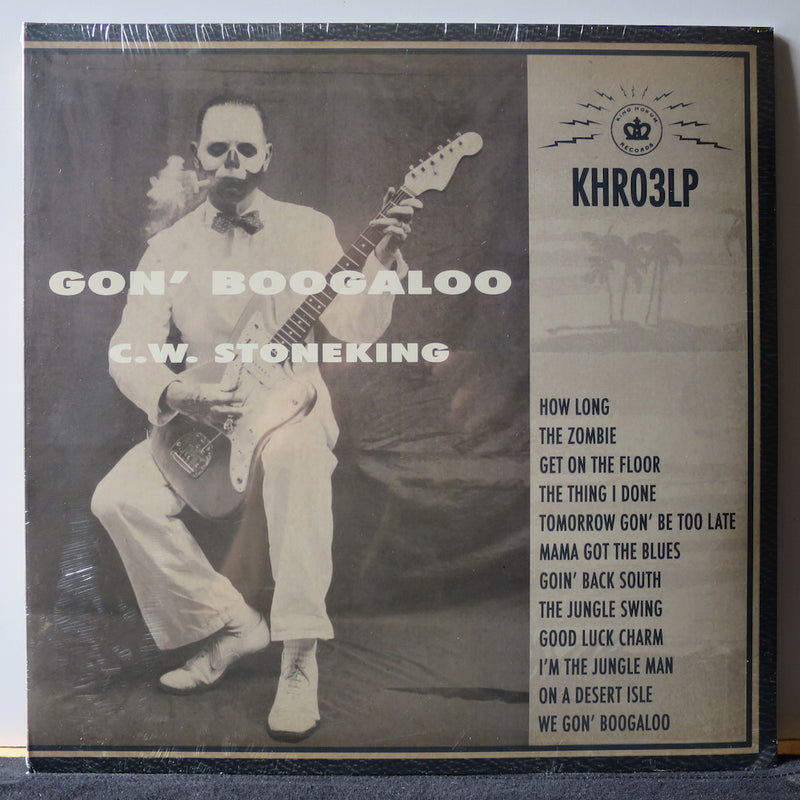 KING HOKUM
RECORDS
KHR03LP
GON' BOOGALOO
C.W. STONEKING
HOW LONG
THE ZOMBIE
GET ON THE FLOOR
THE THING I DONE
TOMORROW GON' BE TOO LATE
MAMA GOT THE BLUES
GOIN' BACK SOUTH
THE JUNGLE SWING
GOOD LUCK CHARM
I'M THE JUNGLE MAN
ON A DESERT ISLE
WE GON' BOOGALOO